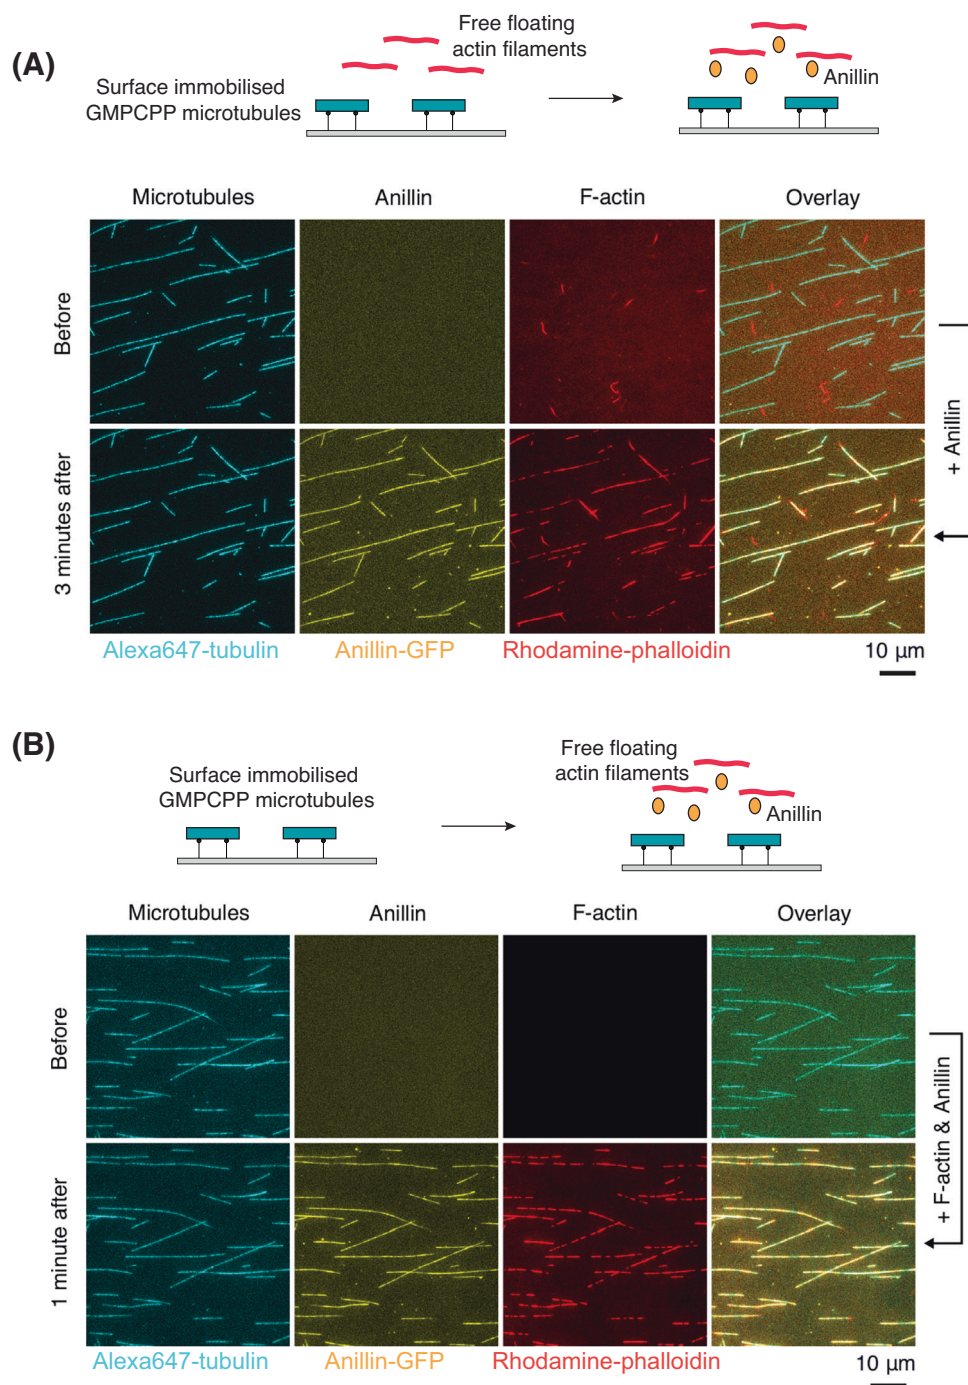 (A)
Free floating
actin filaments
Surface immobilised
GMPCPP microtubules
Anillin
Microtubules Anillin F-actin Overlay
Before
3 minutes after
+ Anillin
Alexa647-tubulin Anillin-GFP Rhodamine-phalloidin 10 µm
(B)
Free floating
actin filaments
Surface immobilised
GMPCPP microtubules
Anillin
Microtubules Anillin F-actin Overlay
Before
1 minute after
+ F-actin & Anillin
Alexa647-tubulin Anillin-GFP Rhodamine-phalloidin 10 µm